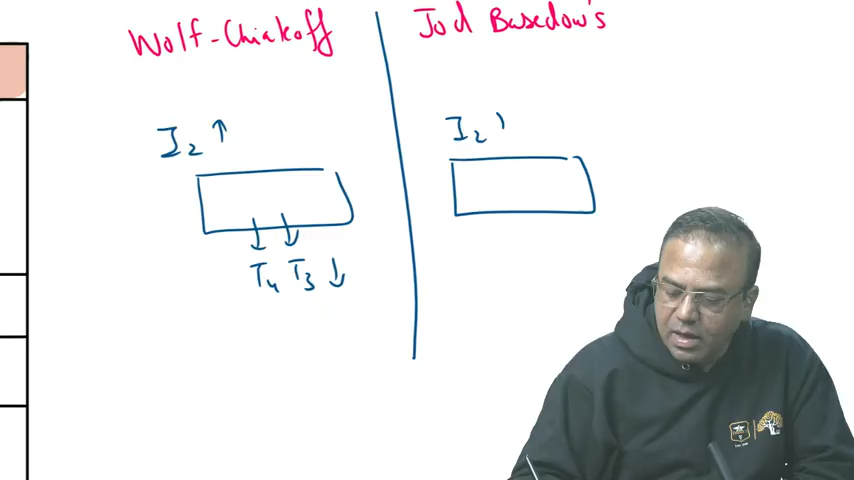 Wolf-Chiakoff
I₂ ↑
T₄ T₃ ↓
Jod Basedow's
I₂